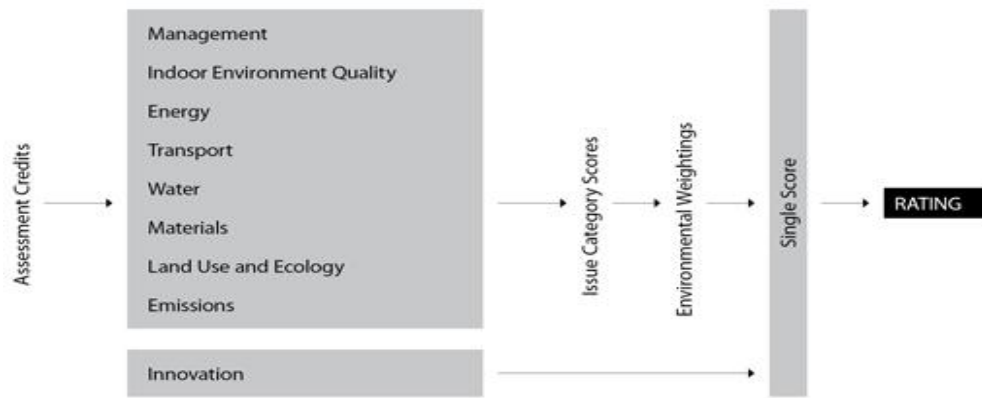 Assessment Credits
Management
Indoor Environment Quality
Energy
Transport
Water
Materials
Land Use and Ecology
Emissions
Innovation
Issue Category Scores
Environmental Weightings
Single Score
RATING